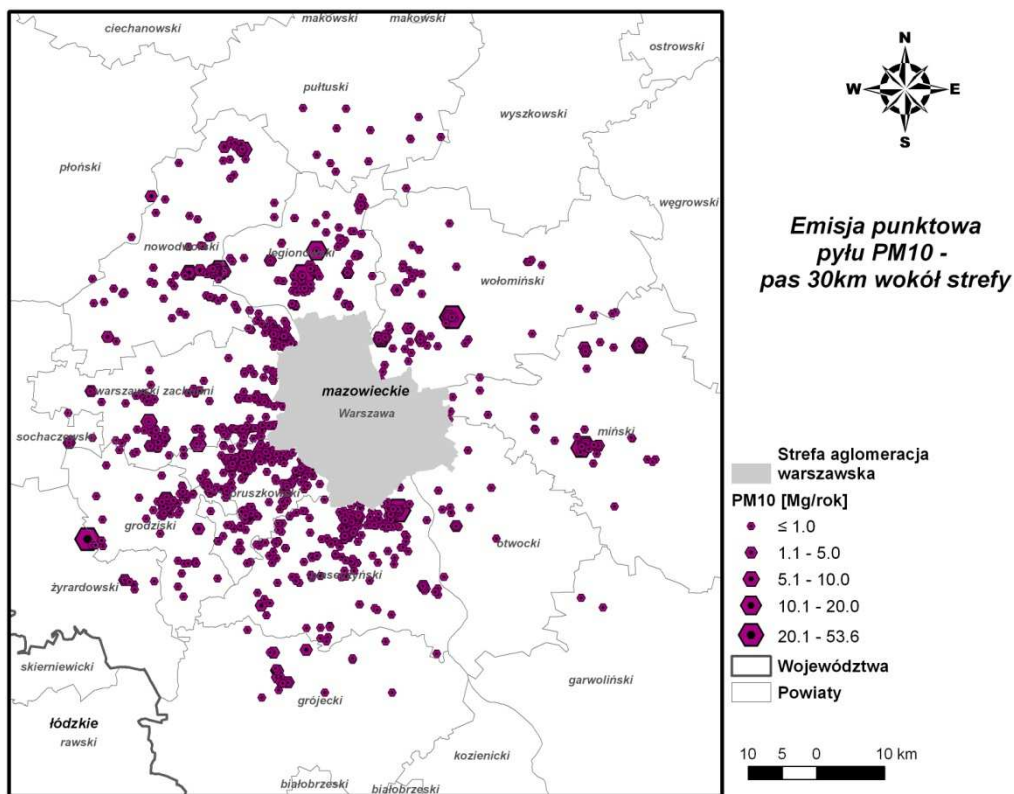 ciechanowski
makowski
makowski
ostrowski
pułtuski
wyszkowski
płoński
węgrowski
nowodworski
legionowski
wołomiński
warszawski zachodni
mazowieckie
Warszawa
sochaczewski
miński
pruszkowski
grodziski
otwocki
żyrardowski
piaseczyński
skierniewicki
garwoliński
grójecki
łódzkie
rawski
kozienicki
białobrzeski
białobrzeski
N
W
E
S
Emisja punktowa
pyłu PM10 -
pas 30km wokół strefy
Strefa aglomeracja
warszawska
PM10 [Mg/rok]
≤ 1.0
1.1 - 5.0
5.1 - 10.0
10.1 - 20.0
20.1 - 53.6
Województwa
Powiaty
10 5 0 10 km